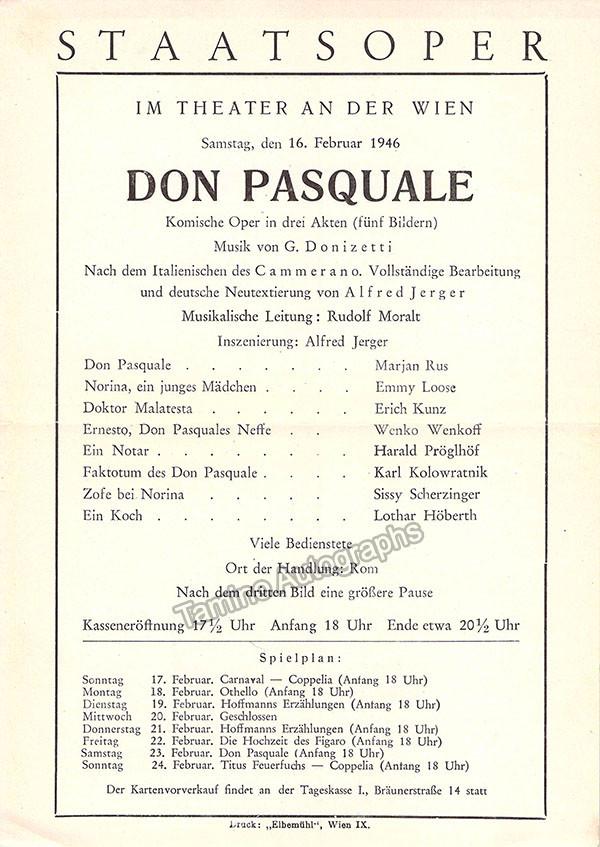 STAATSOPER
IM THEATER AN DER WIEN
Samstag, den 16. Februar 1946
DON PASQUALE
Komische Oper in drei Akten (fünf Bildern)
Musik von G. Donizetti
Nach dem Italienischen des Cammerano. Vollständige Bearbeitung
und deutsche Neutextierung von Alfred Jerger
Musikalische Leitung: Rudolf Moralt
Inszenierung: Alfred Jerger
Don Pasquale . . . . . . . Marjan Rus
Norina, ein junges Mädchen . . . . Emmy Loose
Doktor Malatesta . . . . . . Erich Kunz
Ernesto, Don Pasquales Neffe . . . Wenko Wenkoff
Ein Notar . . . . . . . . Harald Pröglhöf
Faktotum des Don Pasquale . . . . Karl Kolowratnik
Zofe bei Norina . . . . . . Sissy Scherzinger
Ein Koch . . . . . . . . Lothar Höberth
Viele Bedienstete
Ort der Handlung: Rom
Nach dem dritten Bild eine größere Pause
Tamino Autographs
Kasseneröffnung 17½ Uhr Anfang 18 Uhr Ende etwa 20½ Uhr
Spielplan:
Sonntag 17. Februar. Carnaval — Coppelia (Anfang 18 Uhr)
Montag 18. Februar. Othello (Anfang 18 Uhr)
Dienstag 19. Februar. Hoffmanns Erzählungen (Anfang 18 Uhr)
Mittwoch 20. Februar. Geschlossen
Donnerstag 21. Februar. Hoffmanns Erzählungen (Anfang 18 Uhr)
Freitag 22. Februar. Die Hochzeit des Figaro (Anfang 18 Uhr)
Samstag 23. Februar. Don Pasquale (Anfang 18 Uhr)
Sonntag 24. Februar. Titus Feuerfuchs — Coppelia (Anfang 18 Uhr)
Der Kartenvorverkauf findet an der Tageskasse I., Bräunerstraße 14 statt
Druck: „Elbemühl“, Wien IX.